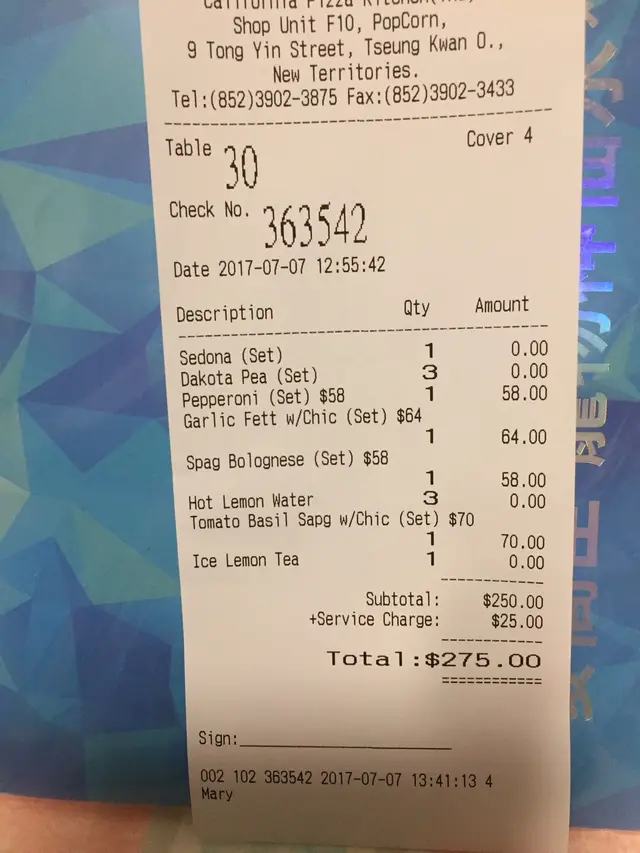 California Pizza Kitchen
Shop Unit F10, PopCorn,
9 Tong Yin Street, Tseung Kwan O.,
New Territories.
Tel:(852)3902-3875 Fax:(852)3902-3433
Table 30 Cover 4
Check No. 363542
Date 2017-07-07 12:55:42
Description Qty Amount
Sedona (Set) 1 0.00
Dakota Pea (Set) 3 0.00
Pepperoni (Set) $58 1 58.00
Garlic Fett w/Chic (Set) $64
1 64.00
Spag Bolognese (Set) $58
1 58.00
Hot Lemon Water 3 0.00
Tomato Basil Sapg w/Chic (Set) $70
1 70.00
Ice Lemon Tea 1 0.00
Subtotal: $250.00
+Service Charge: $25.00
Total:$275.00
Sign:
002 102 363542 2017-07-07 13:41:13 4
Mary